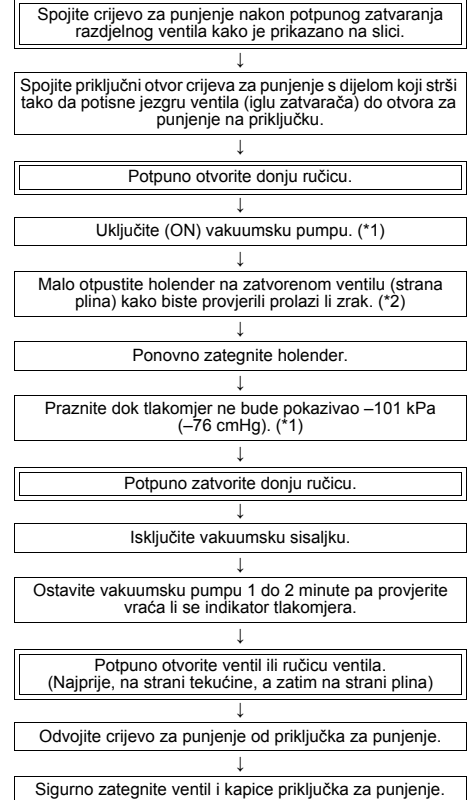 Spojite crijevo za punjenje nakon potpunog zatvaranja
razdjelnog ventila kako je prikazano na slici.
↓
Spojite priključni otvor crijeva za punjenje s dijelom koji strši
tako da potisne jezgru ventila (iglu zatvarača) do otvora za
punjenje na priključku.
↓
Potpuno otvorite donju ručicu.
↓
Uključite (ON) vakuumsku pumpu. (*1)
↓
Malo otpustite holender na zatvorenom ventilu (strana
plina) kako biste provjerili prolazi li zrak. (*2)
↓
Ponovno zategnite holender.
↓
Praznite dok tlakomjer ne bude pokazivao –101 kPa
(–76 cmHg). (*1)
↓
Potpuno zatvorite donju ručicu.
↓
Isključite vakuumsku sisaljku.
↓
Ostavite vakuumsku pumpu 1 do 2 minute pa provjerite
vraća li se indikator tlakomjera.
↓
Potpuno otvorite ventil ili ručicu ventila.
(Najprije, na strani tekućine, a zatim na strani plina)
↓
Odvojite crijevo za punjenje od priključka za punjenje.
↓
Sigurno zategnite ventil i kapice priključka za punjenje.